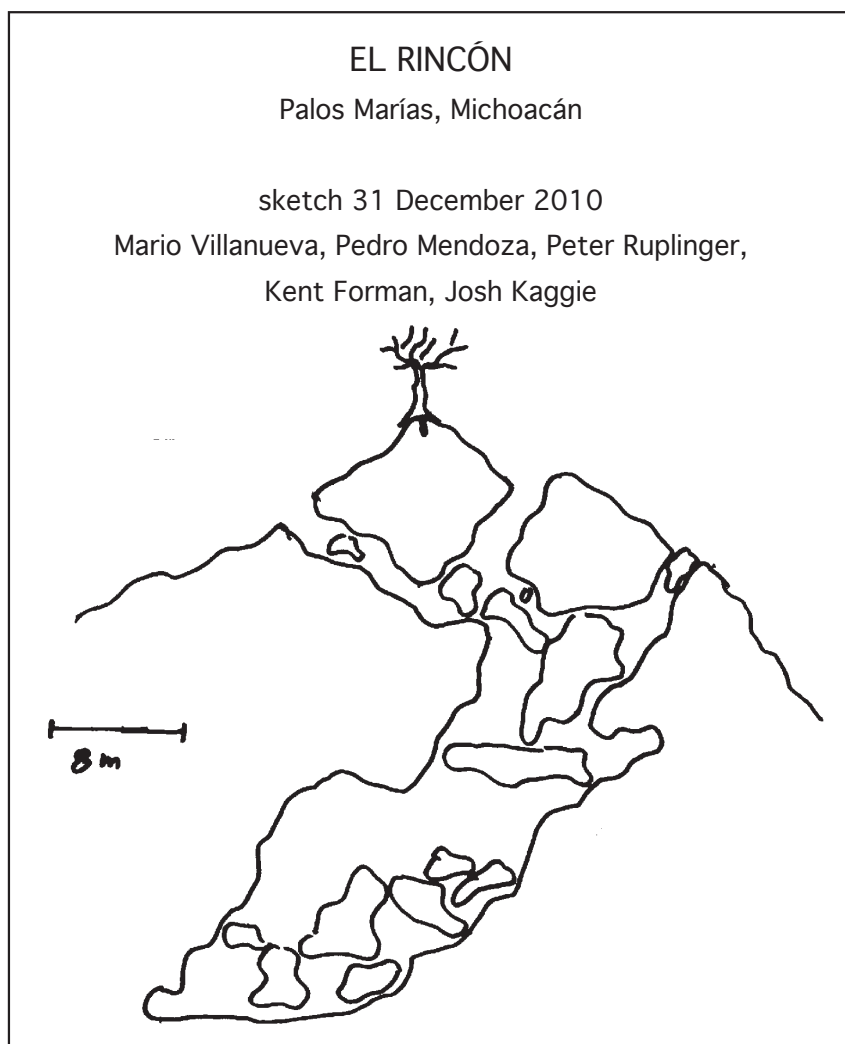 EL RINCÓN
Palos Marías, Michoacán
sketch 31 December 2010
Mario Villanueva, Pedro Mendoza, Peter Ruplinger,
Kent Forman, Josh Kaggie
8 m